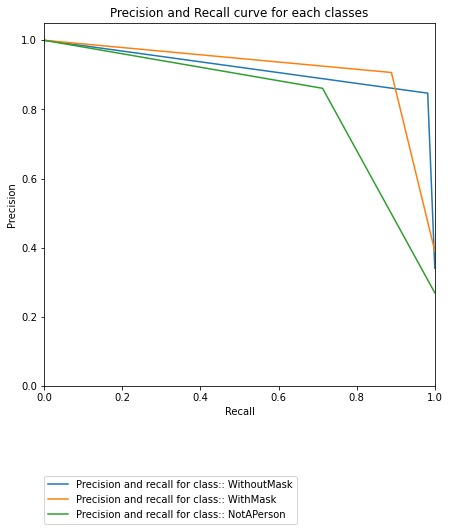 Precision and Recall curve for each classes
1.0
0.8
0.6
0.4
0.2
0.0
Precision
0.0 0.2 0.4 0.6 0.8 1.0
Recall
Precision and recall for class:: WithoutMask
Precision and recall for class:: WithMask
Precision and recall for class:: NotAPerson